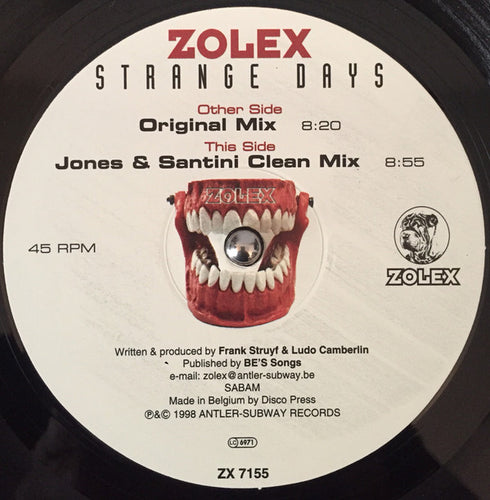 ZOLEX
STRANGE DAYS
Other Side
Original Mix 8:20
This Side
Jones & Santini Clean Mix 8:55
ZOLEX
45 RPM
ZOLEX
Written & produced by Frank Struyf & Ludo Camberlin
Published by BE'S Songs
e-mail: zolex@antler-subway.be
SABAM
Made in Belgium by Disco Press
℗&© 1998 ANTLER-SUBWAY RECORDS
LC 6971
ZX 7155